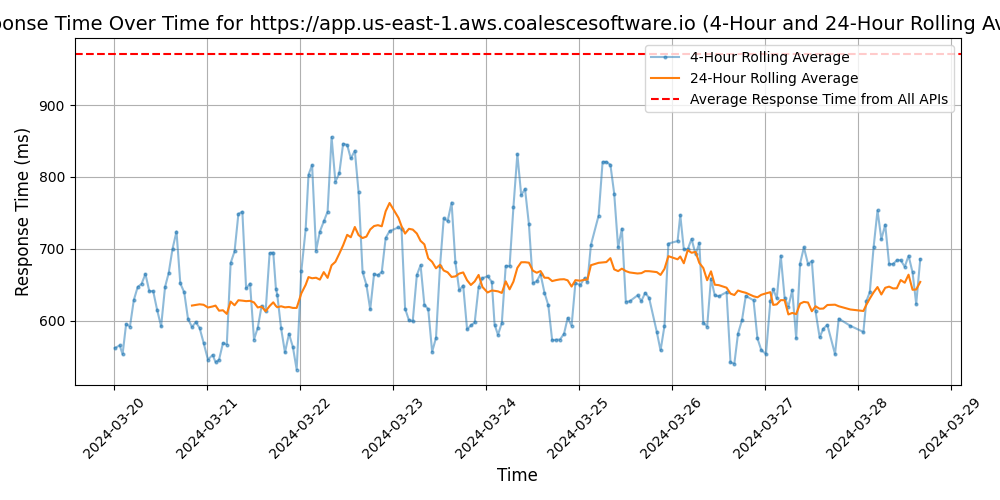 onse Time Over Time for https://app.us-east-1.aws.coalescesoftware.io (4-Hour and 24-Hour Rolling Av
4-Hour Rolling Average
24-Hour Rolling Average
Average Response Time from All APIs
Response Time (ms)
900
800
700
600
2024-03-20
2024-03-21
2024-03-22
2024-03-23
2024-03-24
2024-03-25
2024-03-26
2024-03-27
2024-03-28
2024-03-29
Time